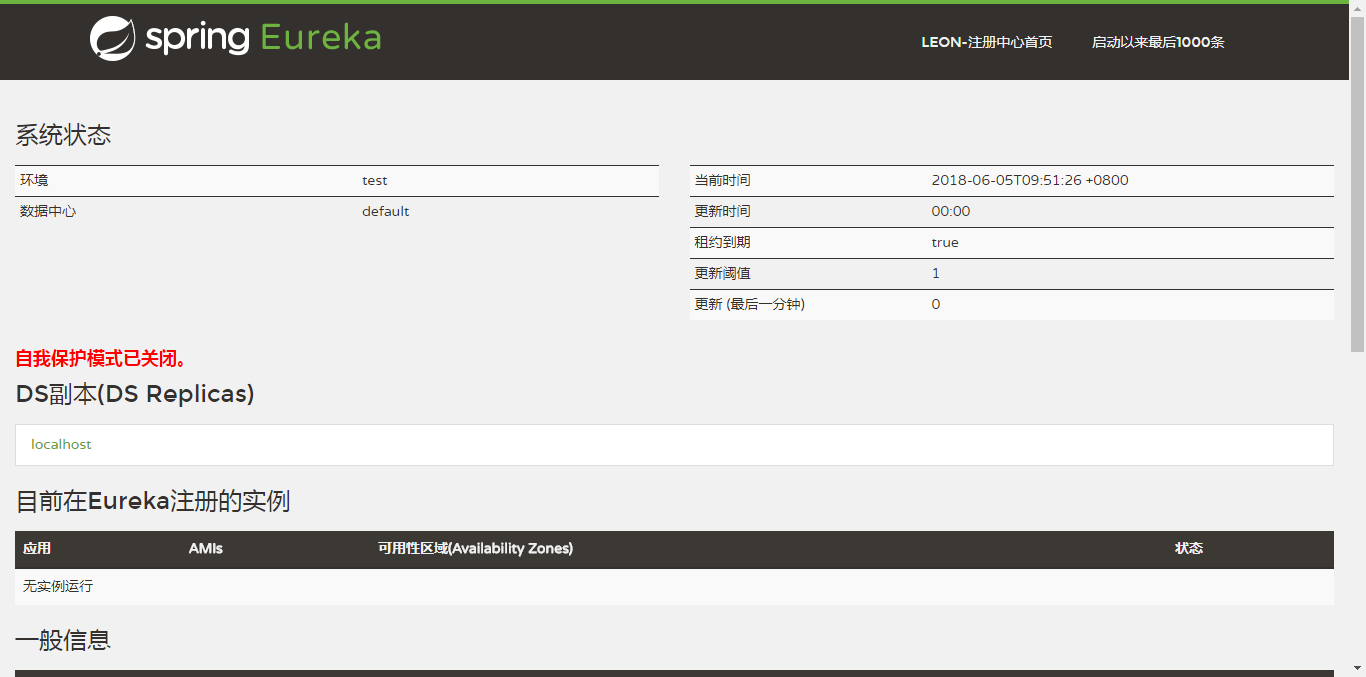 spring Eureka
LEON-注册中心首页 启动以来最后1000条
系统状态
环境 test
数据中心 default
当前时间 2018-06-05T09:51:26 +0800
更新时间 00:00
租约到期 true
更新阈值 1
更新 (最后一分钟) 0
自我保护模式已关闭。
DS副本(DS Replicas)
localhost
目前在Eureka注册的实例
应用 AMIs 可用性区域(Availability Zones) 状态
无实例运行
一般信息